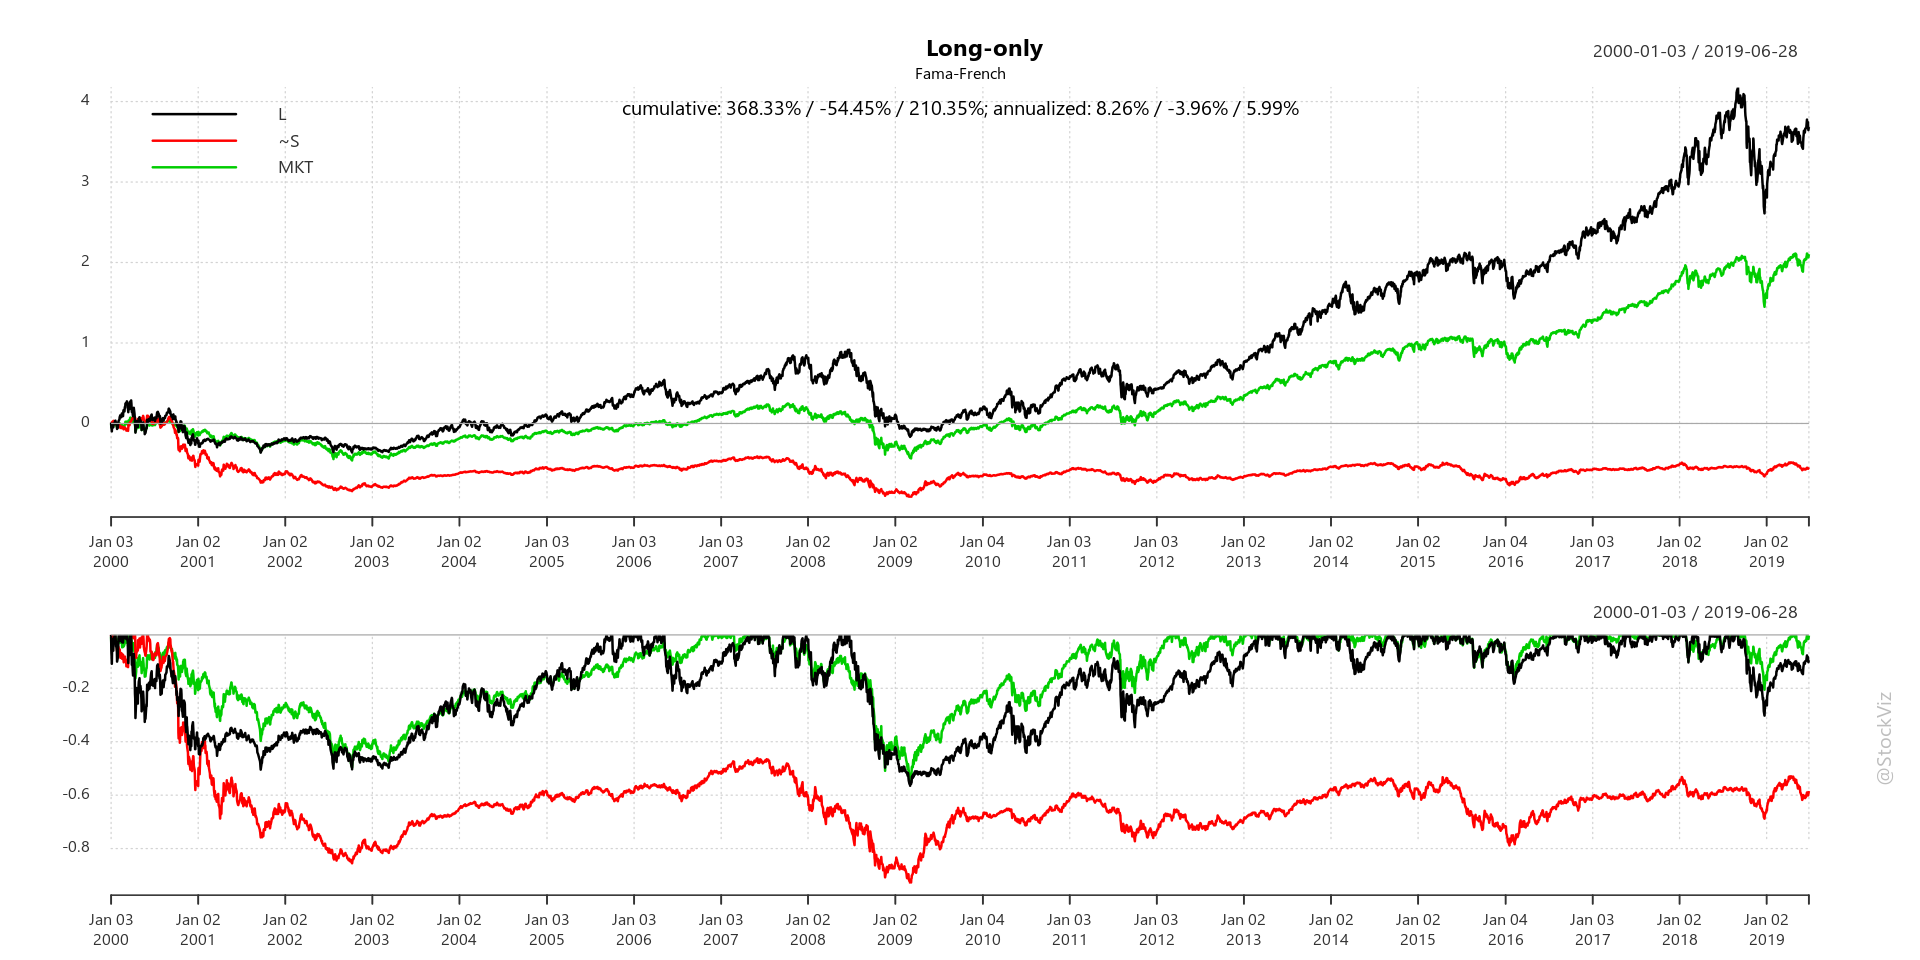 Long-only
2000-01-03 / 2019-06-28
Fama-French
cumulative: 368.33% / -54.45% / 210.35%; annualized: 8.26% / -3.96% / 5.99%
L
~S
MKT
4
3
2
1
0
Jan 03 Jan 02 Jan 02 Jan 02 Jan 02 Jan 03 Jan 03 Jan 03 Jan 02 Jan 02 Jan 04 Jan 03 Jan 03 Jan 02 Jan 02 Jan 02 Jan 04 Jan 03 Jan 02 Jan 02
2000 2001 2002 2003 2004 2005 2006 2007 2008 2009 2010 2011 2012 2013 2014 2015 2016 2017 2018 2019
2000-01-03 / 2019-06-28
-0.2
-0.4
-0.6
-0.8
Jan 03 Jan 02 Jan 02 Jan 02 Jan 02 Jan 03 Jan 03 Jan 03 Jan 02 Jan 02 Jan 04 Jan 03 Jan 03 Jan 02 Jan 02 Jan 02 Jan 04 Jan 03 Jan 02 Jan 02
2000 2001 2002 2003 2004 2005 2006 2007 2008 2009 2010 2011 2012 2013 2014 2015 2016 2017 2018 2019
@StockViz